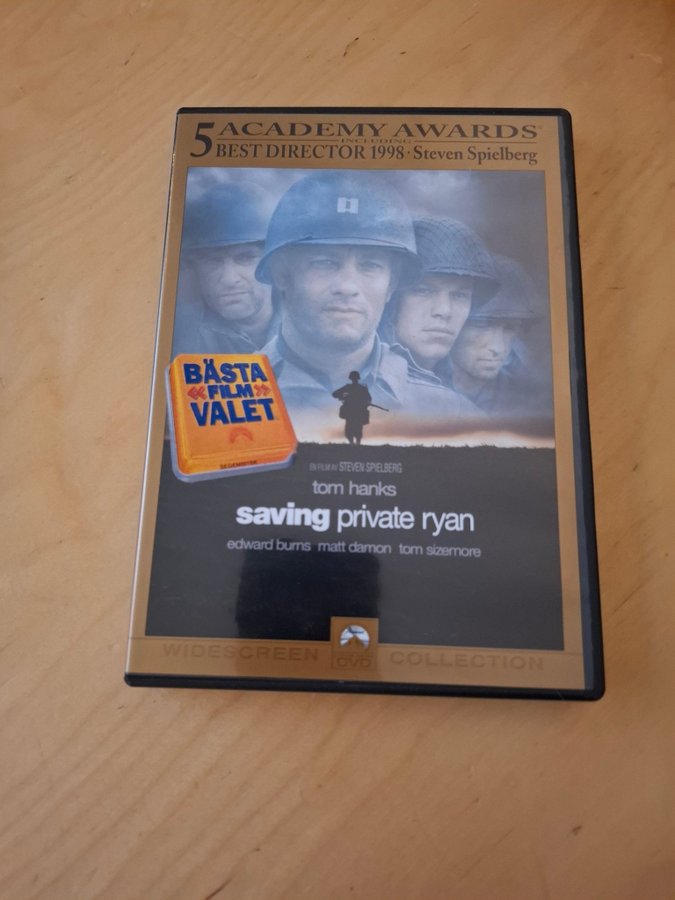 5 ACADEMY AWARDS®
INCLUDING
BEST DIRECTOR 1998 · Steven Spielberg
BÄSTA
«FILM»
VALET
EN FILM AV STEVEN SPIELBERG
tom hanks
saving private ryan
edward burns matt damon tom sizemore
WIDESCREEN DVD COLLECTION